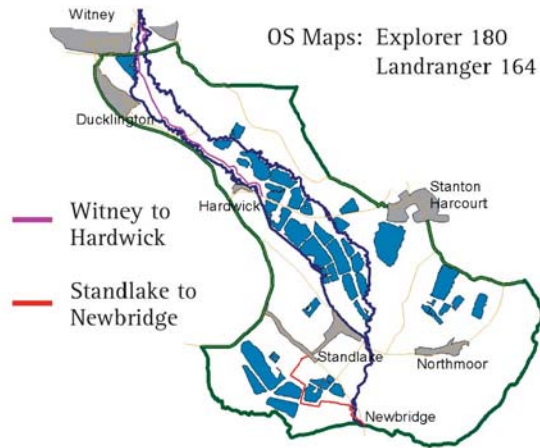 Witney
OS Maps: Explorer 180
Landranger 164
Ducklington
Hardwick
Stanton
Harcourt
Witney to
Hardwick
Standlake to
Newbridge
Standlake
Northmoor
Newbridge